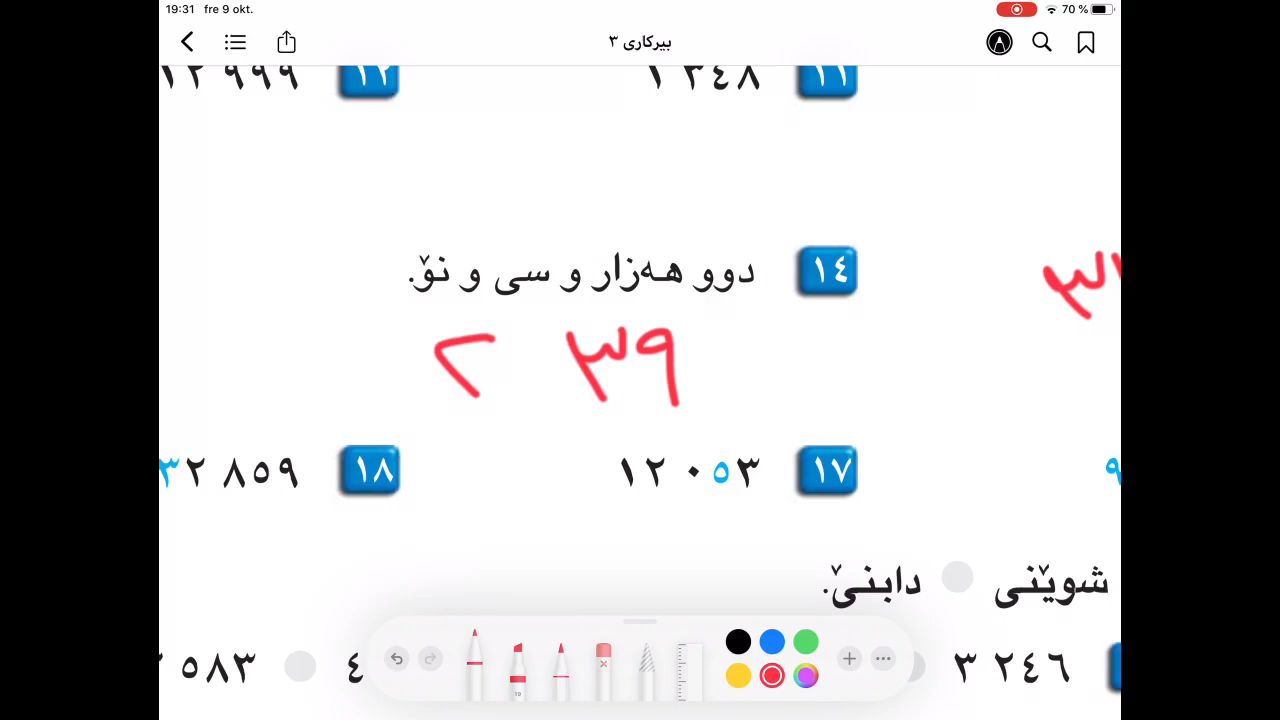 19:31 fre 9 okt. 70 %
بیرکاری ٣
١١ ١ ٣٤٨ ١٢ ١٢ ٩٩٩
١٤ دوو هەزار و سی و نۆ.
٢ ٣٩
١٧ ١٢ ٠٥٣ ١٨ ٣٢ ٨٥٩
شوێنی دابنێ.
٣ ٢٤٦ ٤ ٥٨٣